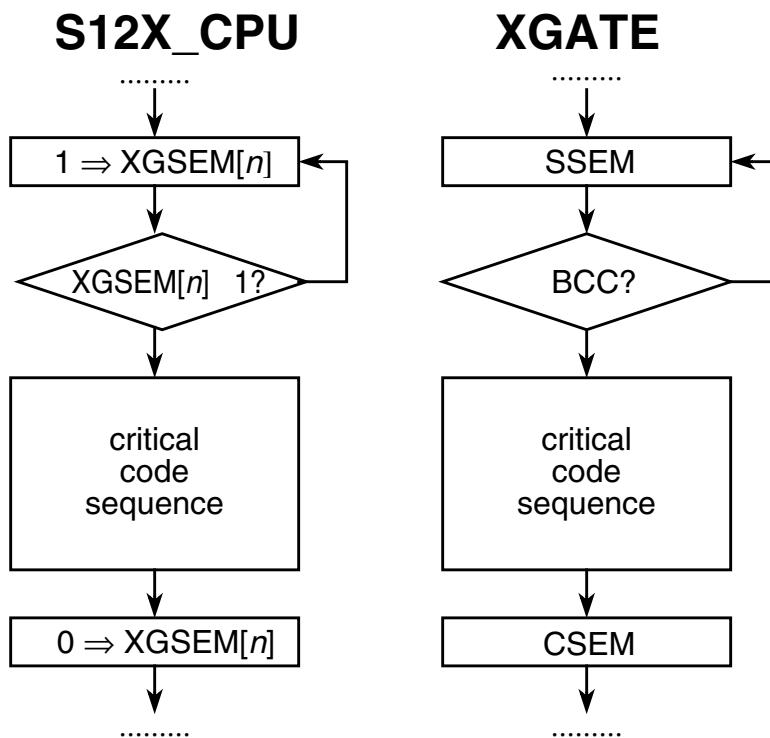 S12X_CPU
.........
1 ⇒ XGSEM[n]
XGSEM[n] 1?
critical
code
sequence
0 ⇒ XGSEM[n]
.........
XGATE
.........
SSEM
BCC?
critical
code
sequence
CSEM
.........